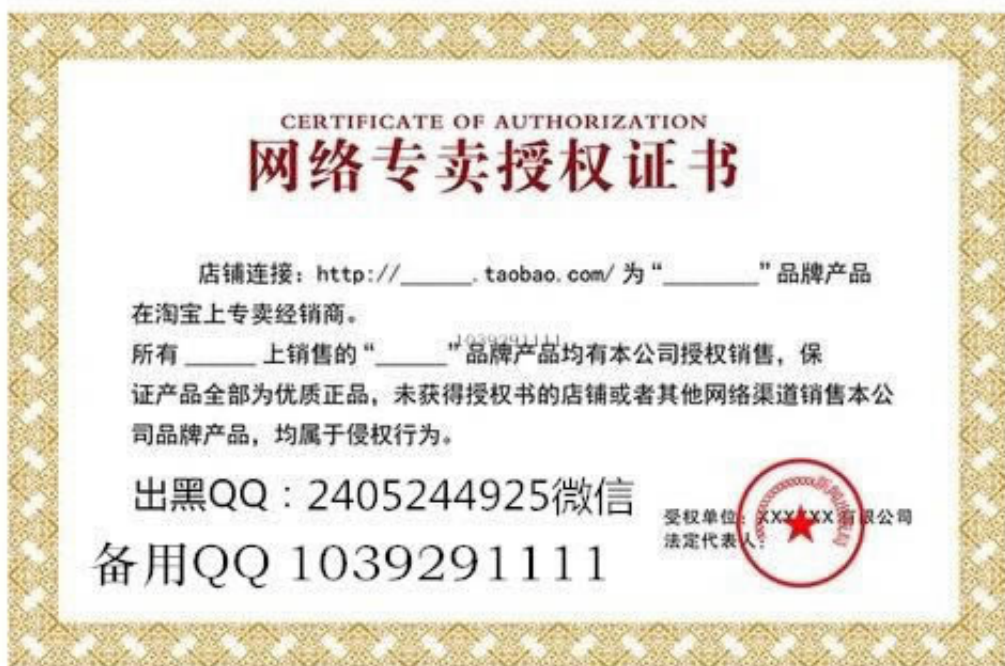 CERTIFICATE OF AUTHORIZATION
网络专卖授权证书
店铺连接：http://______.taobao.com/ 为“________”品牌产品
在淘宝上专卖经销商。
1039291111
所有 ______ 上销售的“______”品牌产品均有本公司授权销售，保
证产品全部为优质正品，未获得授权书的店铺或者其他网络渠道销售本公
司品牌产品，均属于侵权行为。
出黑QQ：2405244925微信
受权单位：XXXXXX有限公司
法定代表人：
备用QQ 1039291111